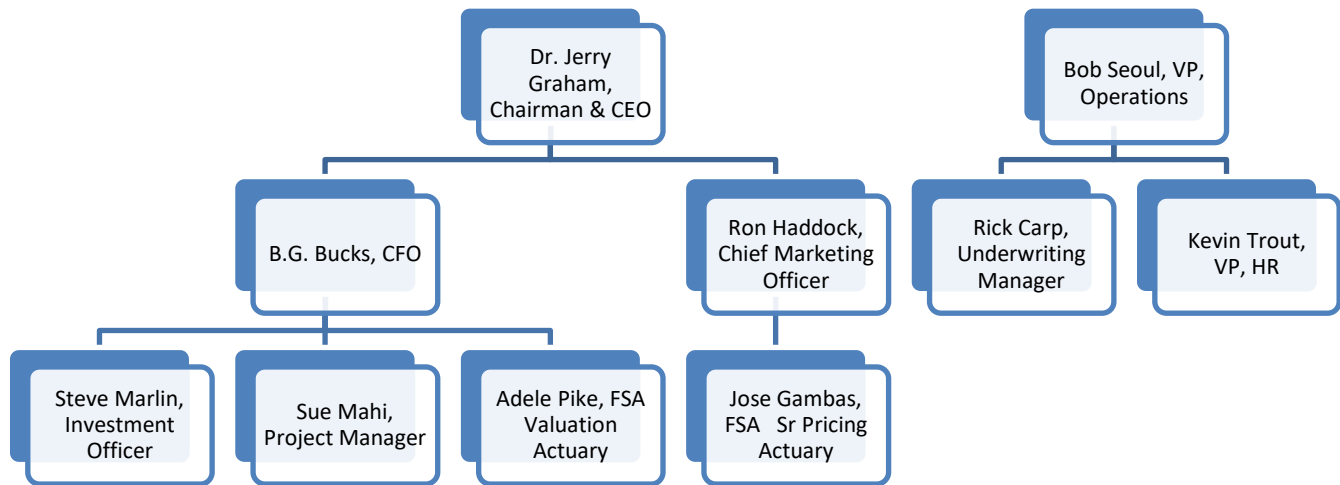 Dr. Jerry
Graham,
Chairman & CEO
Bob Seoul, VP,
Operations
B.G. Bucks, CFO
Ron Haddock,
Chief Marketing
Officer
Rick Carp,
Underwriting
Manager
Kevin Trout,
VP, HR
Steve Marlin,
Investment
Officer
Sue Mahi,
Project Manager
Adele Pike, FSA
Valuation
Actuary
Jose Gambas,
FSA   Sr Pricing
Actuary